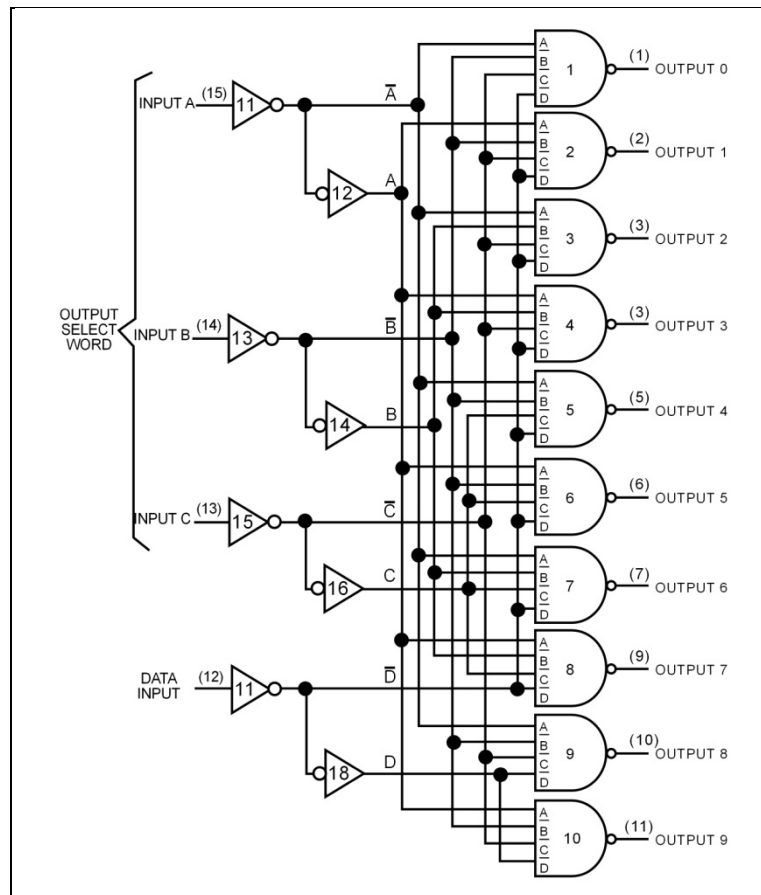 A
B
C
D
1
(1)
OUTPUT 0
INPUT A
(15)
11
A̅
A
B
C
D
2
(2)
OUTPUT 1
12
A
A
B
C
D
3
(3)
OUTPUT 2
OUTPUT
SELECT
WORD
INPUT B
(14)
13
B̅
A
B
C
D
4
(3)
OUTPUT 3
14
B
A
B
C
D
5
(5)
OUTPUT 4
INPUT C
(13)
15
C̅
A
B
C
D
6
(6)
OUTPUT 5
16
C
A
B
C
D
7
(7)
OUTPUT 6
DATA
INPUT
(12)
11
D̅
A
B
C
D
8
(9)
OUTPUT 7
18
D
A
B
C
D
9
(10)
OUTPUT 8
A
B
C
D
10
(11)
OUTPUT 9